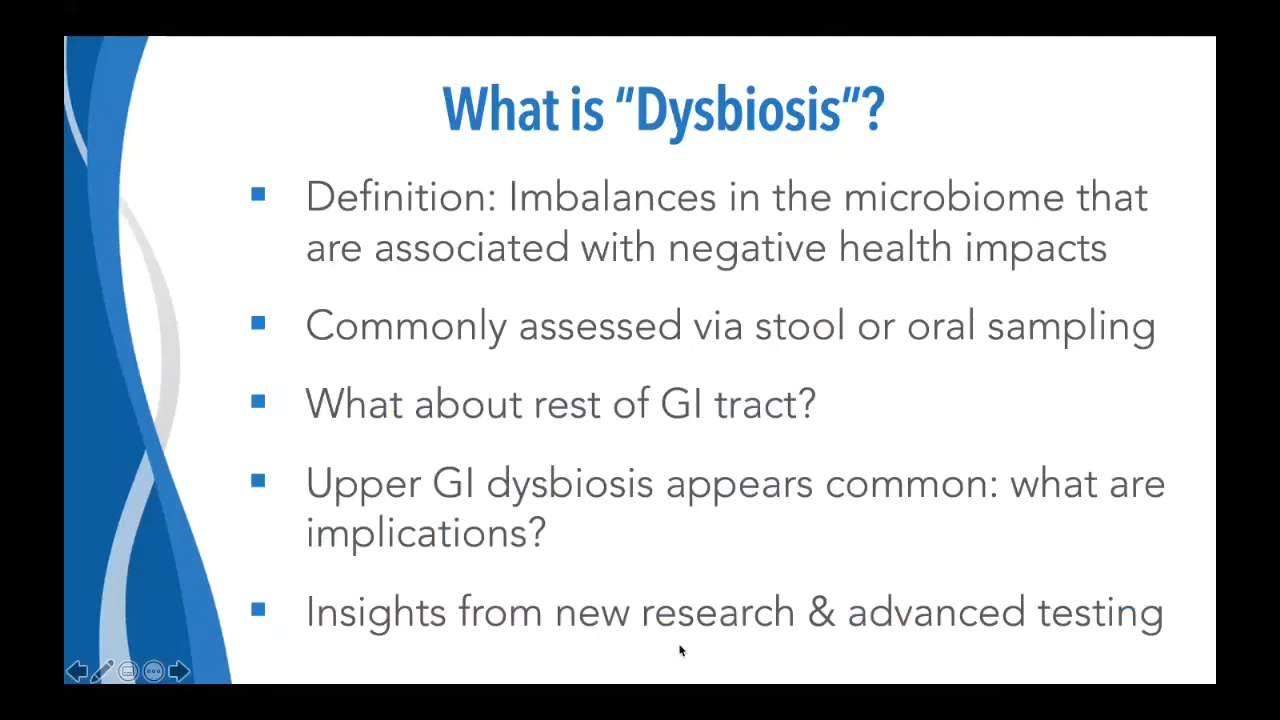 What is “Dysbiosis”?
Definition: Imbalances in the microbiome that
are associated with negative health impacts
Commonly assessed via stool or oral sampling
What about rest of GI tract?
Upper GI dysbiosis appears common: what are
implications?
Insights from new research & advanced testing